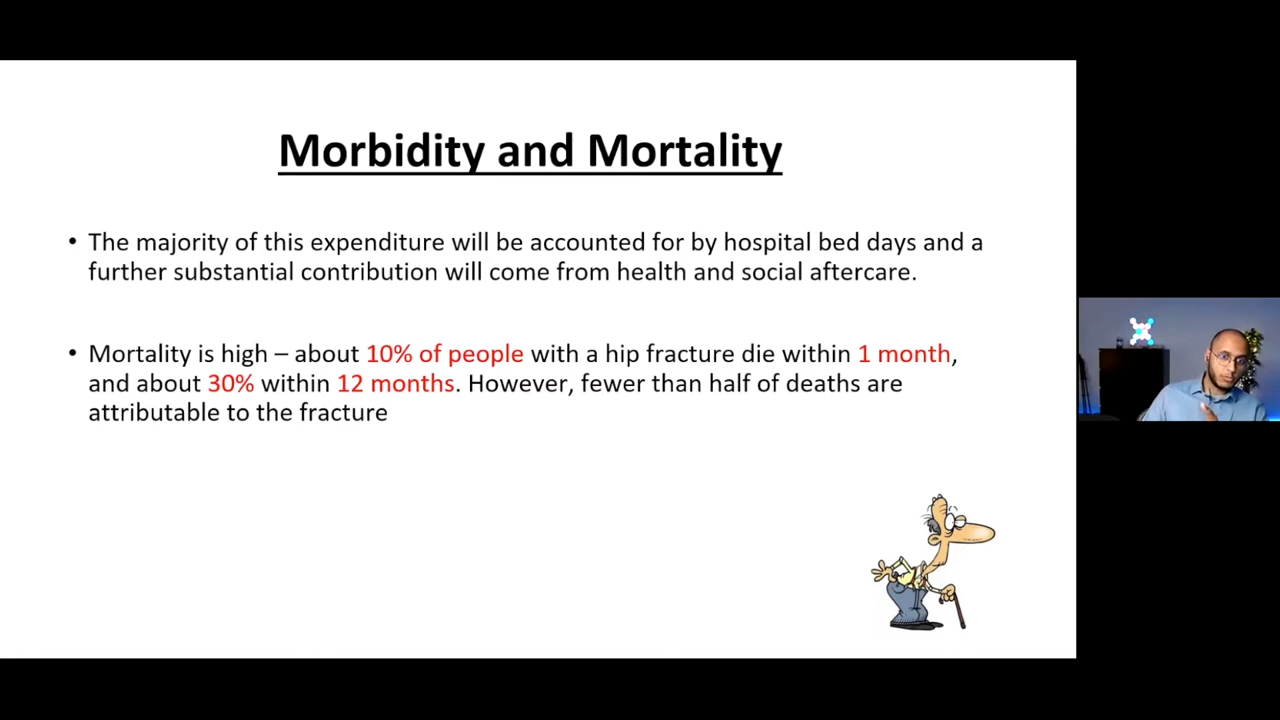 Morbidity and Mortality
• The majority of this expenditure will be accounted for by hospital bed days and a
further substantial contribution will come from health and social aftercare.
• Mortality is high – about 10% of people with a hip fracture die within 1 month,
and about 30% within 12 months. However, fewer than half of deaths are
attributable to the fracture